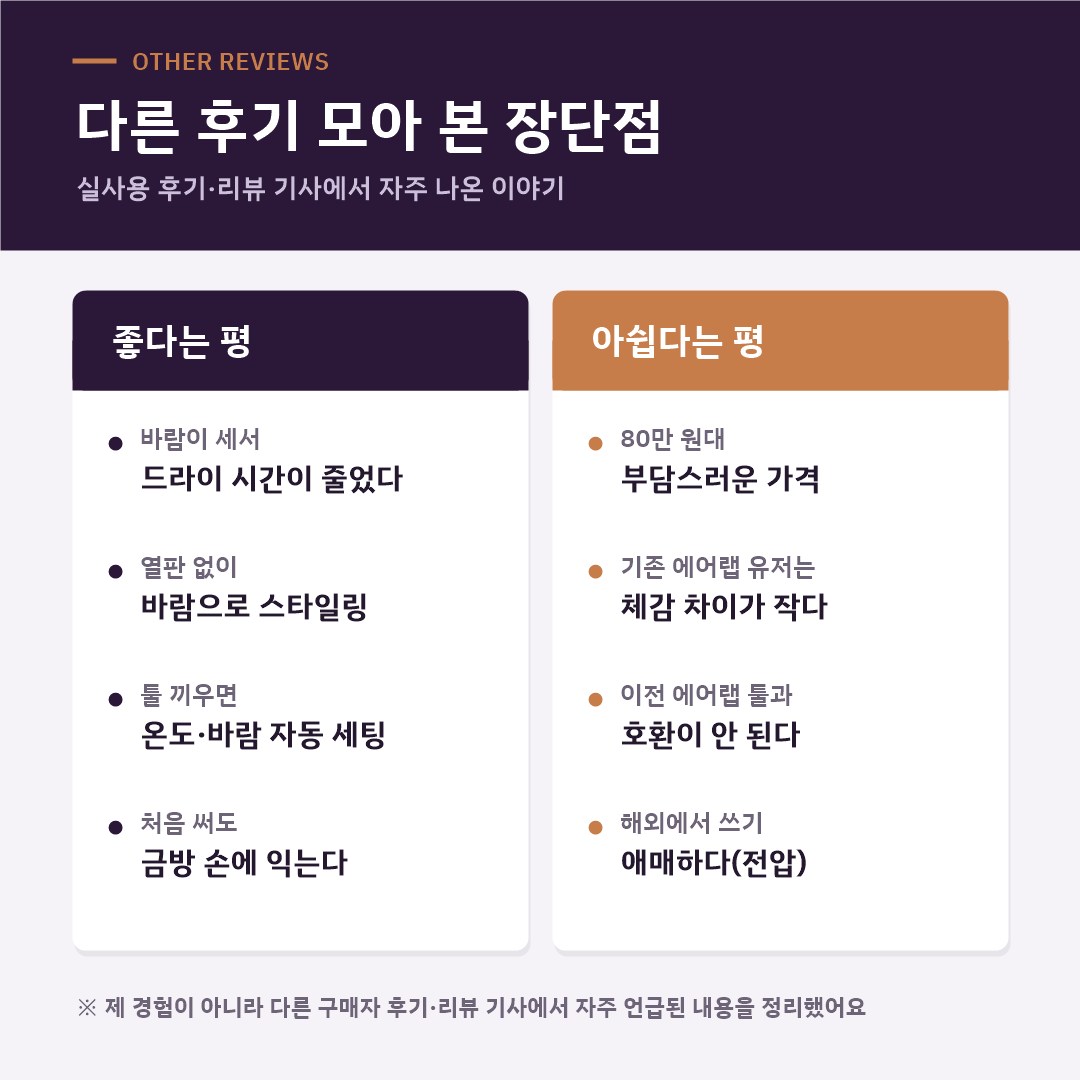 OTHER REVIEWS
다른 후기 모아 본 장단점
실사용 후기·리뷰 기사에서 자주 나온 이야기
좋다는 평
바람이 세서
드라이 시간이 줄었다
열판 없이
바람으로 스타일링
툴 끼우면
온도·바람 자동 세팅
처음 써도
금방 손에 익는다
아쉽다는 평
80만 원대
부담스러운 가격
기존 에어랩 유저는
체감 차이가 작다
이전 에어랩 툴과
호환이 안 된다
해외에서 쓰기
애매하다(전압)
※ 제 경험이 아니라 다른 구매자 후기·리뷰 기사에서 자주 언급된 내용을 정리했어요